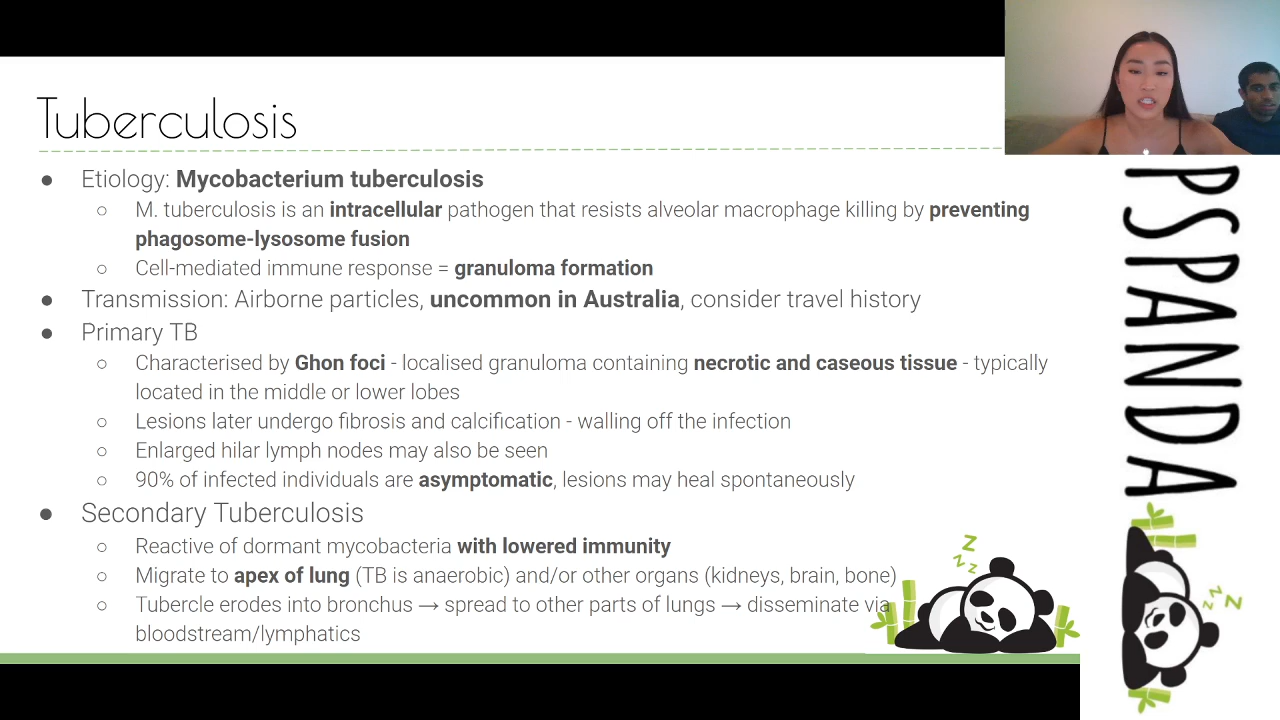 Tuberculosis
● Etiology: Mycobacterium tuberculosis
○ M. tuberculosis is an intracellular pathogen that resists alveolar macrophage killing by preventing
phagosome-lysosome fusion
○ Cell-mediated immune response = granuloma formation
● Transmission: Airborne particles, uncommon in Australia, consider travel history
● Primary TB
○ Characterised by Ghon foci - localised granuloma containing necrotic and caseous tissue - typically
located in the middle or lower lobes
○ Lesions later undergo fibrosis and calcification - walling off the infection
○ Enlarged hilar lymph nodes may also be seen
○ 90% of infected individuals are asymptomatic, lesions may heal spontaneously
● Secondary Tuberculosis
○ Reactive of dormant mycobacteria with lowered immunity
○ Migrate to apex of lung (TB is anaerobic) and/or other organs (kidneys, brain, bone)
○ Tubercle erodes into bronchus → spread to other parts of lungs → disseminate via
bloodstream/lymphatics
z z z
PSPANDA
z z z